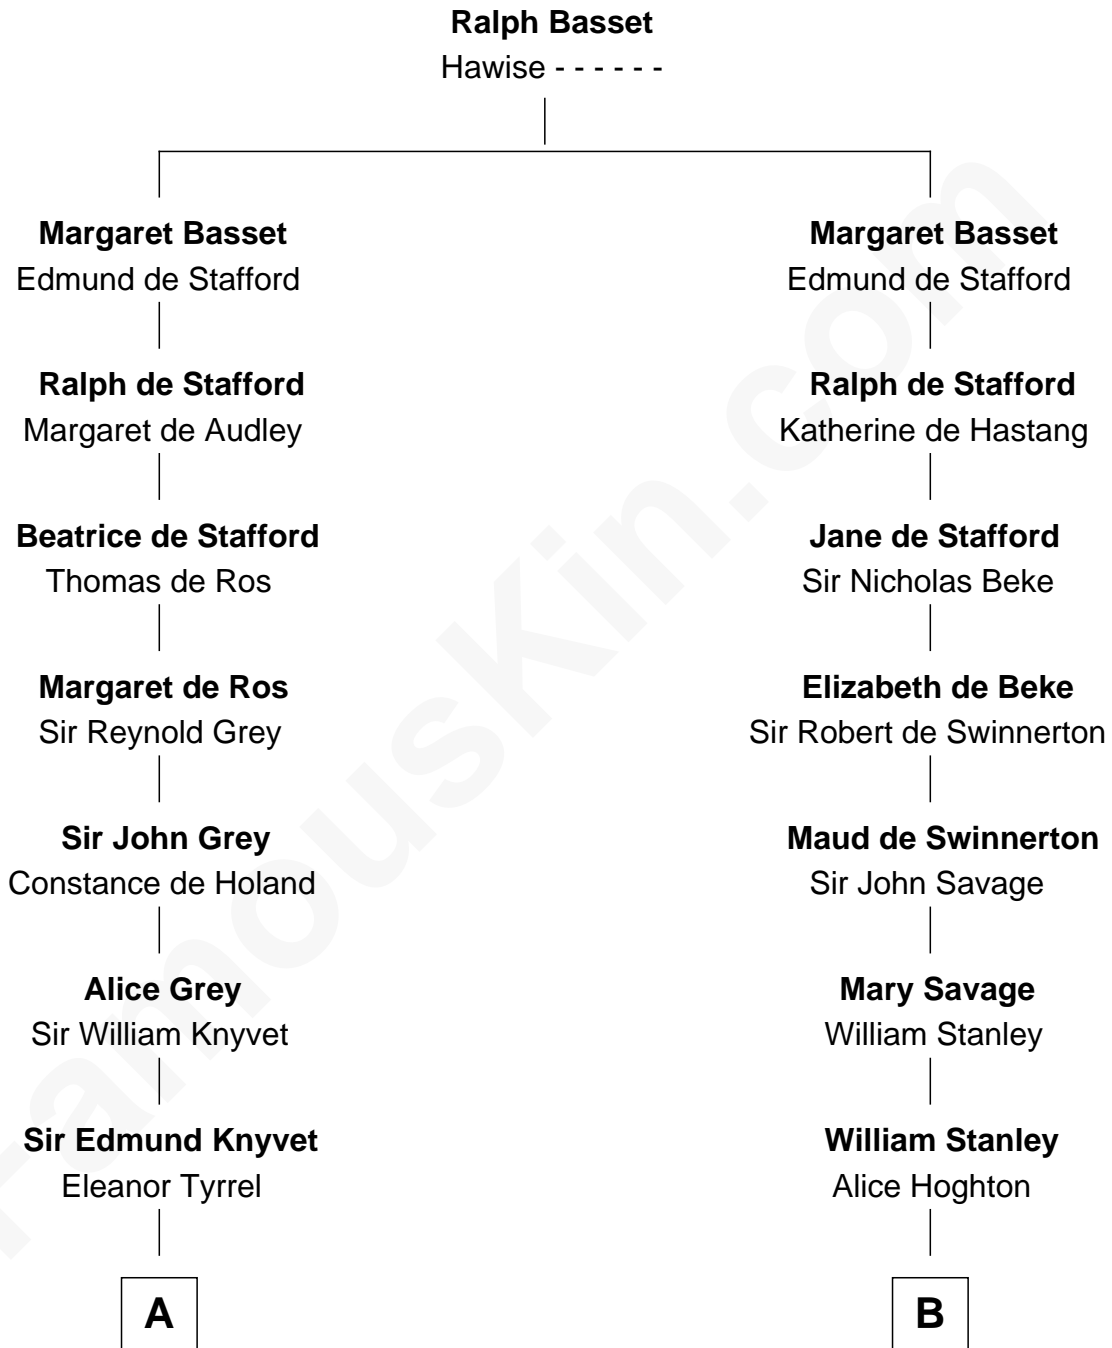 Ralph Basset
Hawise - - - - - -
Margaret Basset
Edmund de Stafford
Margaret Basset
Edmund de Stafford
Ralph de Stafford
Margaret de Audley
Ralph de Stafford
Katherine de Hastang
Beatrice de Stafford
Thomas de Ros
Jane de Stafford
Sir Nicholas Beke
Margaret de Ros
Sir Reynold Grey
Elizabeth de Beke
Sir Robert de Swinnerton
Sir John Grey
Constance de Holand
Maud de Swinnerton
Sir John Savage
Alice Grey
Sir William Knyvet
Mary Savage
William Stanley
Sir Edmund Knyvet
Eleanor Tyrrel
William Stanley
Alice Hoghton
A
B
FamousKin.com